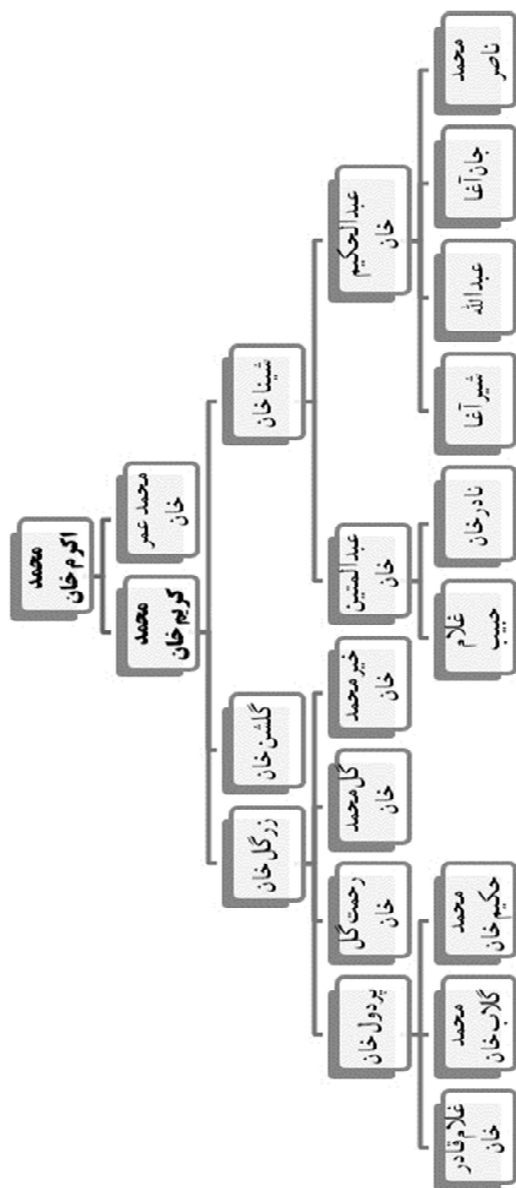 محمد
اکرم خان
محمد عمر
خان
محمد
کریم خان
شینا خان
گلشن خان
زرگل خان
عبدالحکیم
خان
عبدالمتین
خان
خیر محمد
خان
گل محمد
خان
رحمت گل
خان
پردول خان
محمد
ناصر
جان آغا
عبدالله
شیر آغا
نادر خان
غلام
حبیب
محمد
حکیم خان
محمد
گلاب خان
غلام قادر
خان